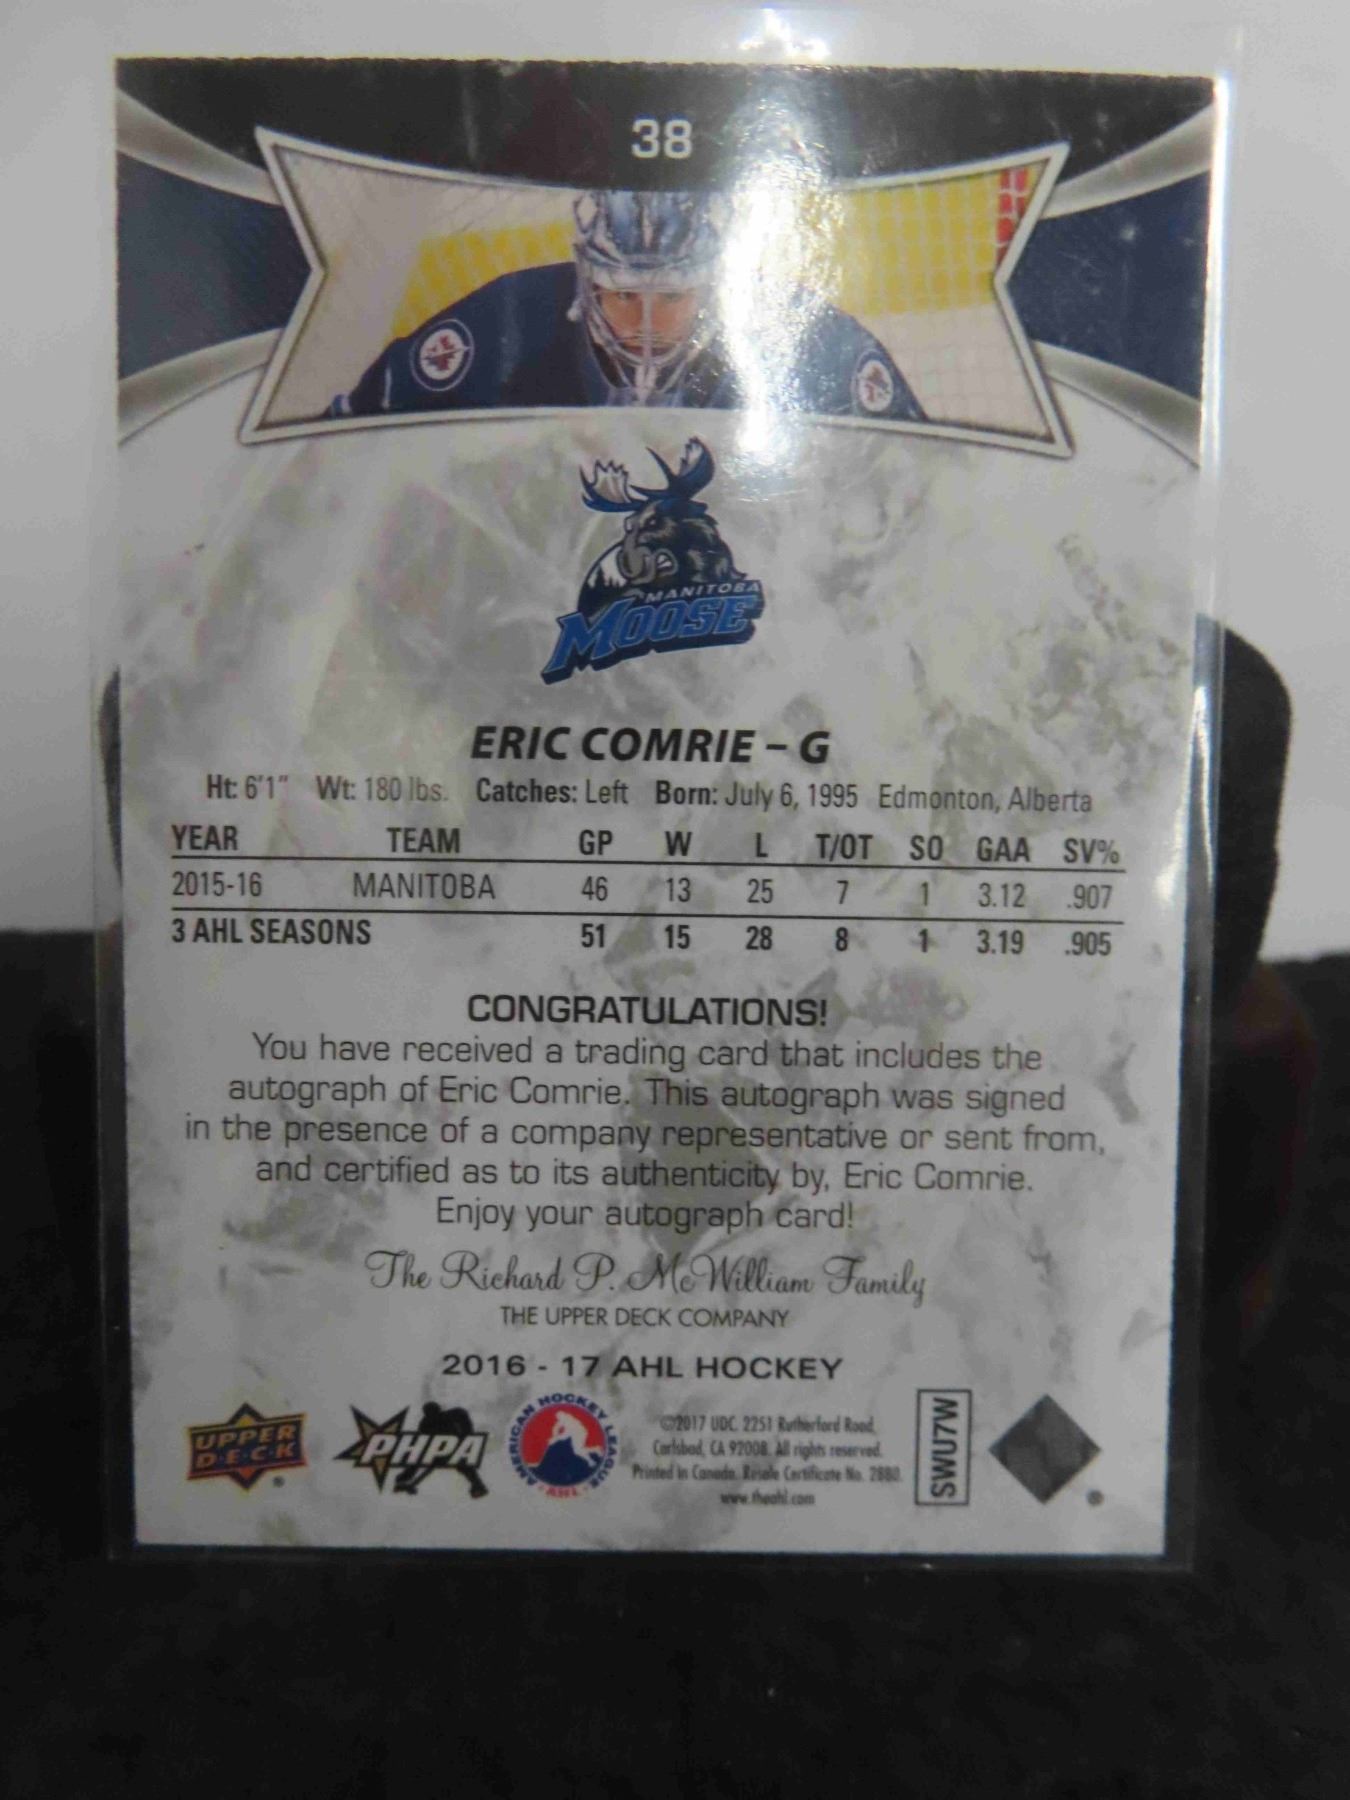 38
MANITOBA
MOOSE
ERIC COMRIE – G
Ht: 6'1" Wt: 180 lbs. Catches: Left Born: July 6, 1995 Edmonton, Alberta
YEAR TEAM GP W L T/OT SO GAA SV%
2015-16 MANITOBA 46 13 25 7 1 3.12 .907
3 AHL SEASONS 51 15 28 8 1 3.19 .905
CONGRATULATIONS!
You have received a trading card that includes the
autograph of Eric Comrie. This autograph was signed
in the presence of a company representative or sent from,
and certified as to its authenticity by, Eric Comrie.
Enjoy your autograph card!
The Richard P. McWilliam Family
THE UPPER DECK COMPANY
2016 - 17 AHL HOCKEY
UPPER
D·E·C·K
®
PHPA
AMERICAN HOCKEY LEAGUE
·AHL·
©2017 UDC. 2251 Rutherford Road,
Carlsbad, CA 92008. All rights reserved.
Printed in Canada. Resale Certificate No. 2880.
www.theahl.com
SWU7W